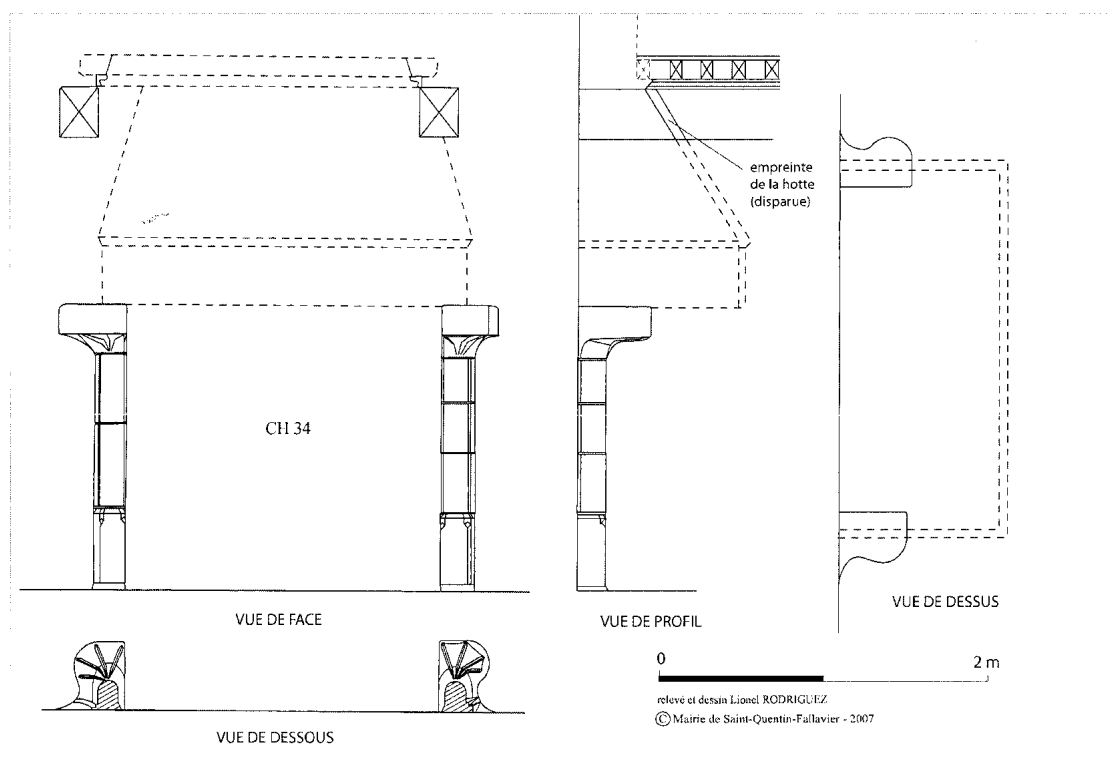 empreinte
de la hotte
(disparue)
CH 34
VUE DE FACE
VUE DE PROFIL
VUE DE DESSUS
VUE DE DESSOUS
0 2 m
relevé et dessin Lionel RODRIGUEZ
© Mairie de Saint-Quentin-Fallavier - 2007